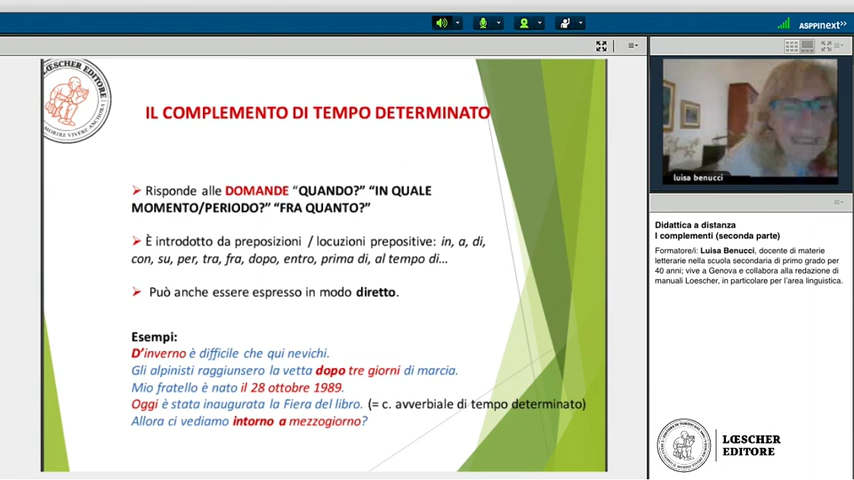 ASPPInext>>
LŒSCHER EDITORE
MORDRE VIVERE ANCHORA
IL COMPLEMENTO DI TEMPO DETERMINATO
Risponde alle DOMANDE “QUANDO?” “IN QUALE
MOMENTO/PERIODO?” “FRA QUANTO?”
È introdotto da preposizioni / locuzioni prepositive: in, a, di,
con, su, per, tra, fra, dopo, entro, prima di, al tempo di...
Può anche essere espresso in modo diretto.
Esempi:
D’inverno è difficile che qui nevichi.
Gli alpinisti raggiunsero la vetta dopo tre giorni di marcia.
Mio fratello è nato il 28 ottobre 1989.
Oggi è stata inaugurata la Fiera del libro. (= c. avverbiale di tempo determinato)
Allora ci vediamo intorno a mezzogiorno?
luisa benucci
Didattica a distanza
I complementi (seconda parte)
Formatore/i: Luisa Benucci, docente di materie
letterarie nella scuola secondaria di primo grado per
40 anni; vive a Genova e collabora alla redazione di
manuali Loescher, in particolare per l'area linguistica.
LŒSCHER
EDITORE